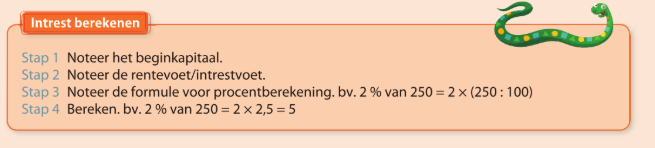 Intrest berekenen
Stap 1 Noteer het beginkapitaal.
Stap 2 Noteer de rentevoet/intrestvoet.
Stap 3 Noteer de formule voor procentberekening. bv. 2 % van 250 = 2 × (250 : 100)
Stap 4 Bereken. bv. 2 % van 250 = 2 × 2,5 = 5